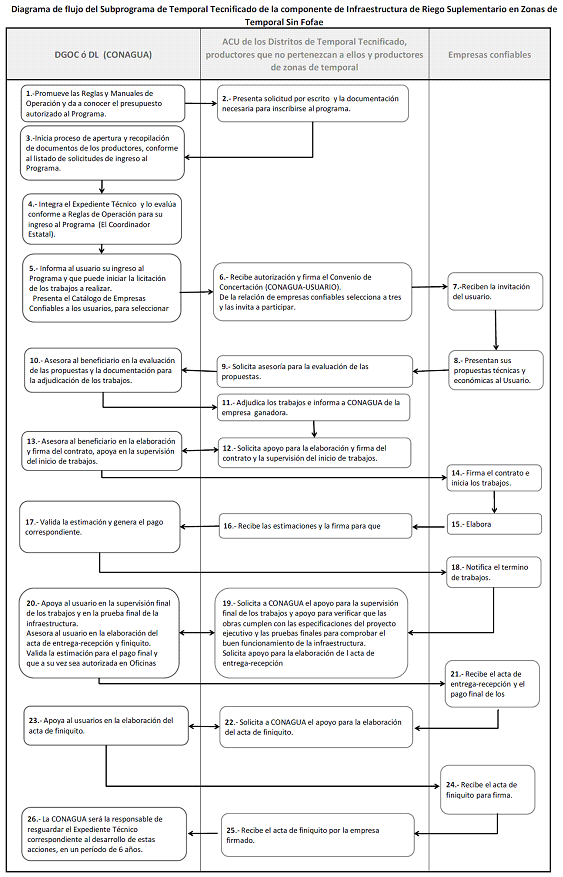 Diagrama de flujo del Subprograma de Temporal Tecnificado de la componente de Infraestructura de Riego Suplementario en Zonas de
Temporal Sin Fofae
DGOC ó DL (CONAGUA)
ACU de los Distritos de Temporal Tecnificado,
productores que no pertenezcan a ellos y productores
de zonas de temporal
Empresas confiables
1.-Promueve las Reglas y Manuales de
Operación y da a conocer el presupuesto
autorizado al Programa.
2.- Presenta solicitud por escrito y la documentación
necesaria para inscribirse al programa.
3.-Inicia proceso de apertura y recopilación
de documentos de los productores, conforme
al listado de solicitudes de ingreso al
Programa.
4.- Integra el Expediente Técnico y lo evalúa
conforme a Reglas de Operación para su
ingreso al Programa (El Coordinador
Estatal).
5.- Informa al usuario su ingreso al
Programa y que puede iniciar la licitación
de los trabajos a realizar.
Presenta el Catálogo de Empresas
Confiables a los usuarios, para seleccionar
6.- Recibe autorización y firma el Convenio de
Concertación (CONAGUA-USUARIO).
De la relación de empresas confiables selecciona a tres
y las invita a participar.
7.-Reciben la invitación
del usuario.
8.- Presentan sus
propuestas técnicas y
económicas al Usuario.
9.- Solicita asesoría para la evaluación de las
propuestas.
10.- Asesora al beneficiario en la evaluación
de las propuestas y la documentación para
la adjudicación de los trabajos.
11.- Adjudica los trabajos e informa a CONAGUA de la
empresa ganadora.
12.- Solicita apoyo para la elaboración y firma del
contrato y la supervisión del inicio de trabajos.
13.- Asesora al beneficiario en la elaboración
y firma del contrato, apoya en la supervisión
del inicio de trabajos.
14.- Firma el contrato e
inicia los trabajos.
15.- Elabora
16.- Recibe las estimaciones y la firma para que
17.- Valida la estimación y genera el pago
correspondiente.
18.- Notifica el termino
de trabajos.
19.- Solicita a CONAGUA el apoyo para la supervisión
final de los trabajos y apoyo para verificar que las
obras cumplen con las especificaciones del proyecto
ejecutivo y las pruebas finales para comprobar el
buen funcionamiento de la infraestructura.
Solicita apoyo para la elaboración de l acta de
entrega-recepción
20.- Apoya al usuario en la supervisión final
de los trabajos y en la prueba final de la
infraestructura.
Asesora al usuario en la elaboración del
acta de entrega-recepción y finiquito.
Valida la estimación para el pago final y
que a su vez sea autorizada en Oficinas
21.- Recibe el acta de
entrega-recepción y el
pago final de los
22.- Solicita a CONAGUA el apoyo para la elaboración
del acta de finiquito.
23.- Apoya al usuarios en la elaboración del
acta de finiquito.
24.- Recibe el acta de
finiquito para firma.
25.- Recibe el acta de finiquito por la empresa
firmado.
26.- La CONAGUA será la responsable de
resguardar el Expediente Técnico
correspondiente al desarrollo de estas
acciones, en un período de 6 años.